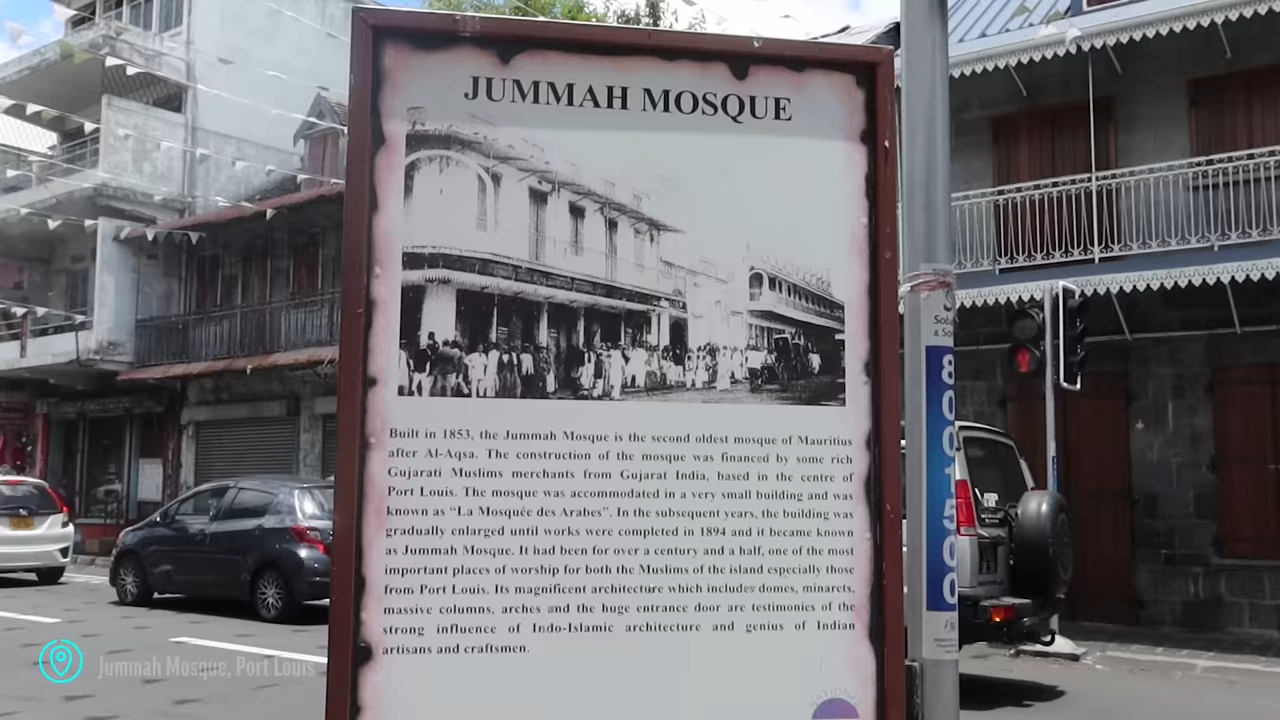 JUMMAH MOSQUE
Built in 1853, the Jummah Mosque is the second oldest mosque of Mauritius
after Al-Aqsa. The construction of the mosque was financed by some rich
Gujarati Muslims merchants from Gujarat India, based in the centre of
Port Louis. The mosque was accommodated in a very small building and was
known as “La Mosquée des Arabes”. In the subsequent years, the building was
gradually enlarged until works were completed in 1894 and it became known
as Jummah Mosque. It had been for over a century and a half, one of the most
important places of worship for both the Muslims of the island especially those
from Port Louis. Its magnificent architecture which includes domes, minarets,
massive columns, arches and the huge entrance door are testimonies of the
strong influence of Indo-Islamic architecture and genius of Indian
artisans and craftsmen.
8001500
Jummah Mosque, Port Louis